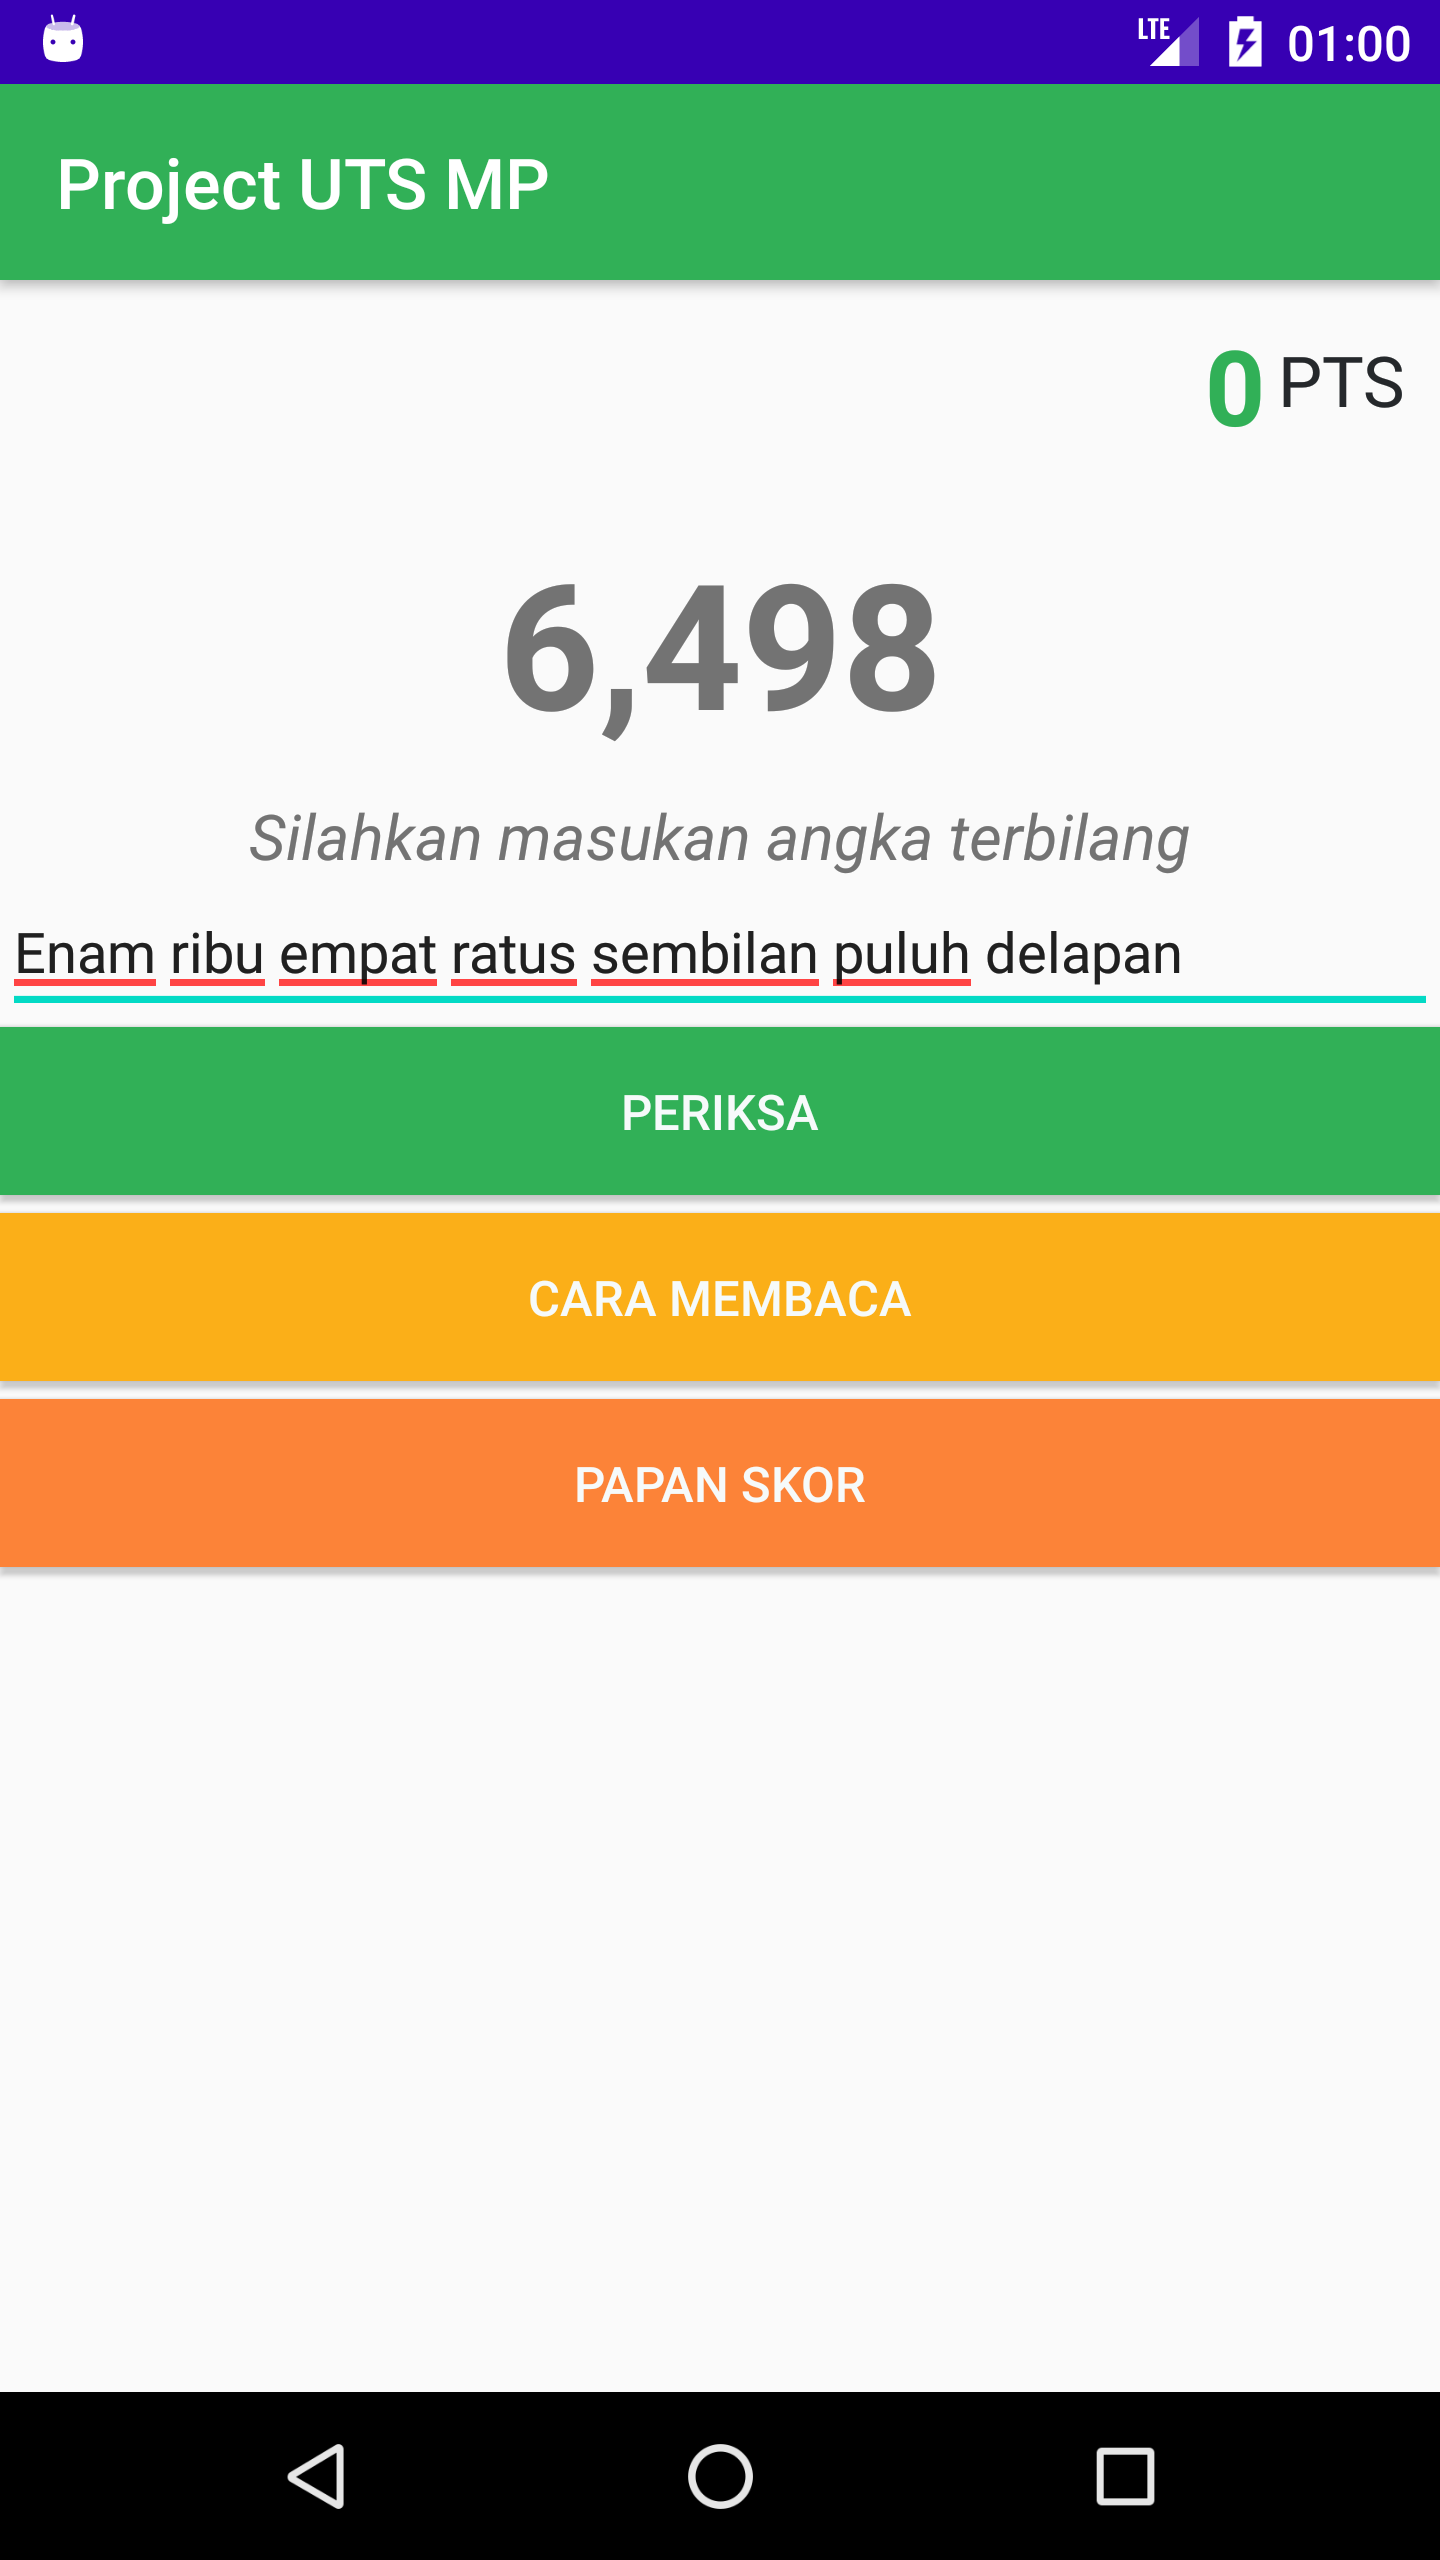 LTE 01:00
Project UTS MP
0 PTS
6,498
Silahkan masukan angka terbilang
Enam ribu empat ratus sembilan puluh delapan
PERIKSA
CARA MEMBACA
PAPAN SKOR